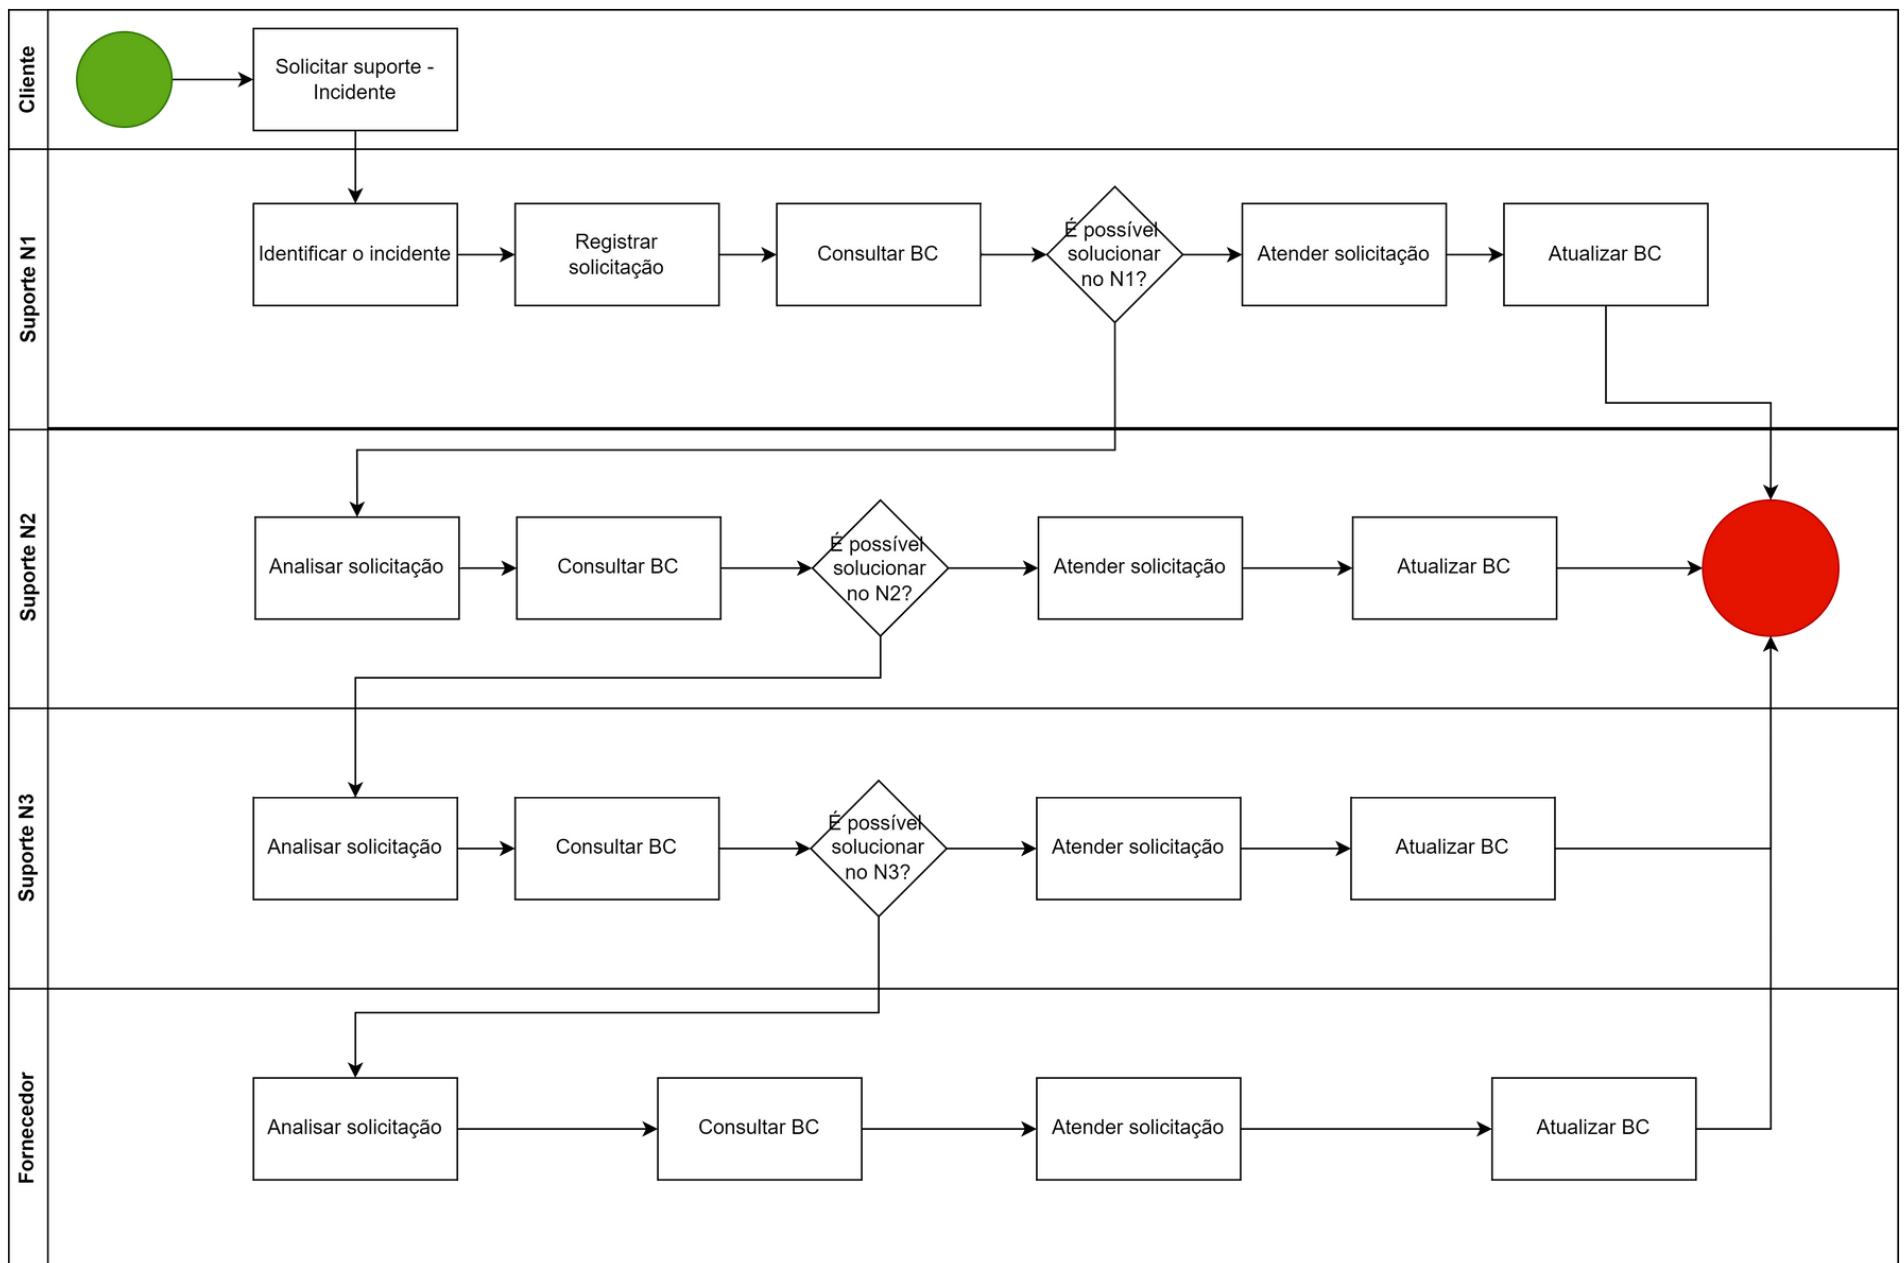 Cliente
Solicitar suporte -
Incidente
Suporte N1
Identificar o incidente
Registrar
solicitação
Consultar BC
É possível
solucionar
no N1?
Atender solicitação
Atualizar BC
Suporte N2
Analisar solicitação
Consultar BC
É possível
solucionar
no N2?
Atender solicitação
Atualizar BC
Suporte N3
Analisar solicitação
Consultar BC
É possível
solucionar
no N3?
Atender solicitação
Atualizar BC
Fornecedor
Analisar solicitação
Consultar BC
Atender solicitação
Atualizar BC